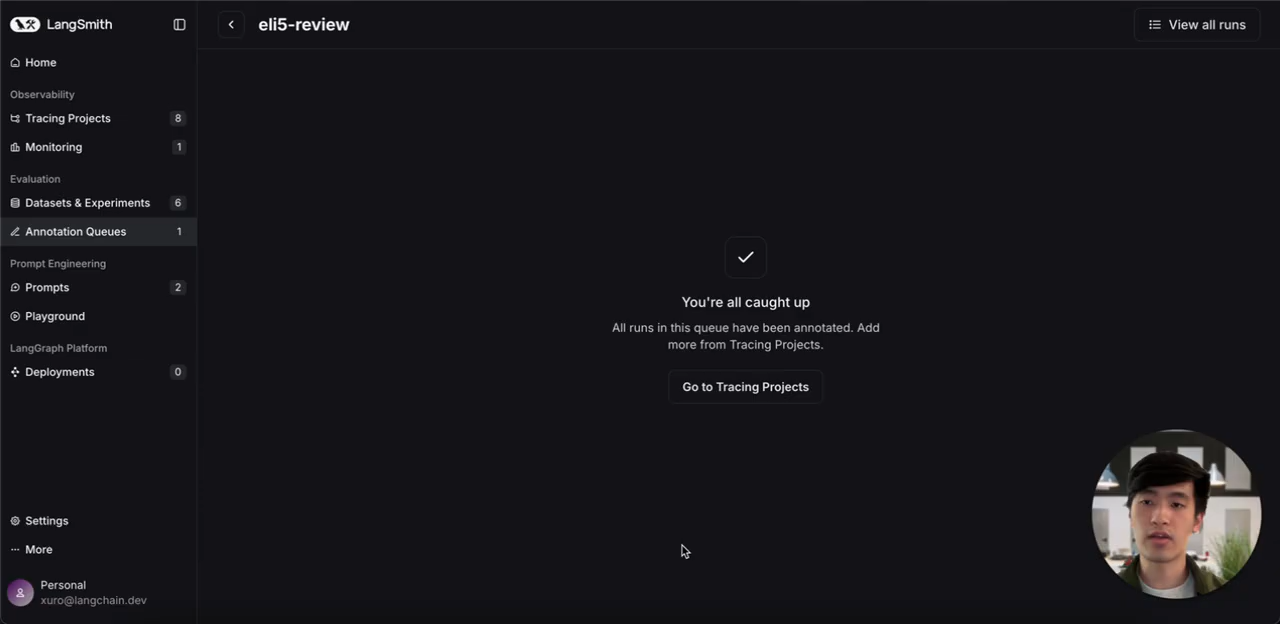 LangSmith
eli5-review
View all runs
Home
Observability
Tracing Projects 8
Monitoring 1
Evaluation
Datasets & Experiments 6
Annotation Queues 1
Prompt Engineering
Prompts 2
Playground
LangGraph Platform
Deployments 0
You're all caught up
All runs in this queue have been annotated. Add
more from Tracing Projects.
Go to Tracing Projects
Settings
More
Personal
xuro@langchain.dev